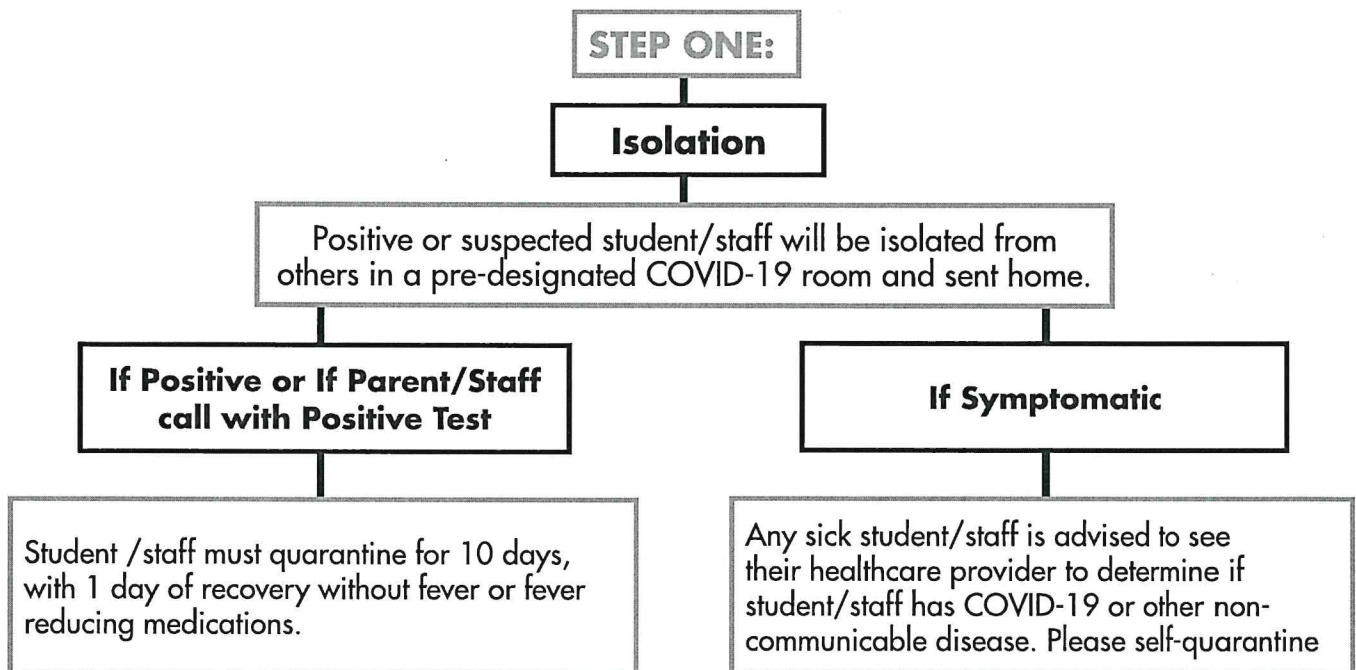 STEP ONE:
Isolation
Positive or suspected student/staff will be isolated from
others in a pre-designated COVID-19 room and sent home.
If Positive or If Parent/Staff
call with Positive Test
Student /staff must quarantine for 10 days,
with 1 day of recovery without fever or fever
reducing medications.
If Symptomatic
Any sick student/staff is advised to see
their healthcare provider to determine if
student/staff has COVID-19 or other non-
communicable disease. Please self-quarantine